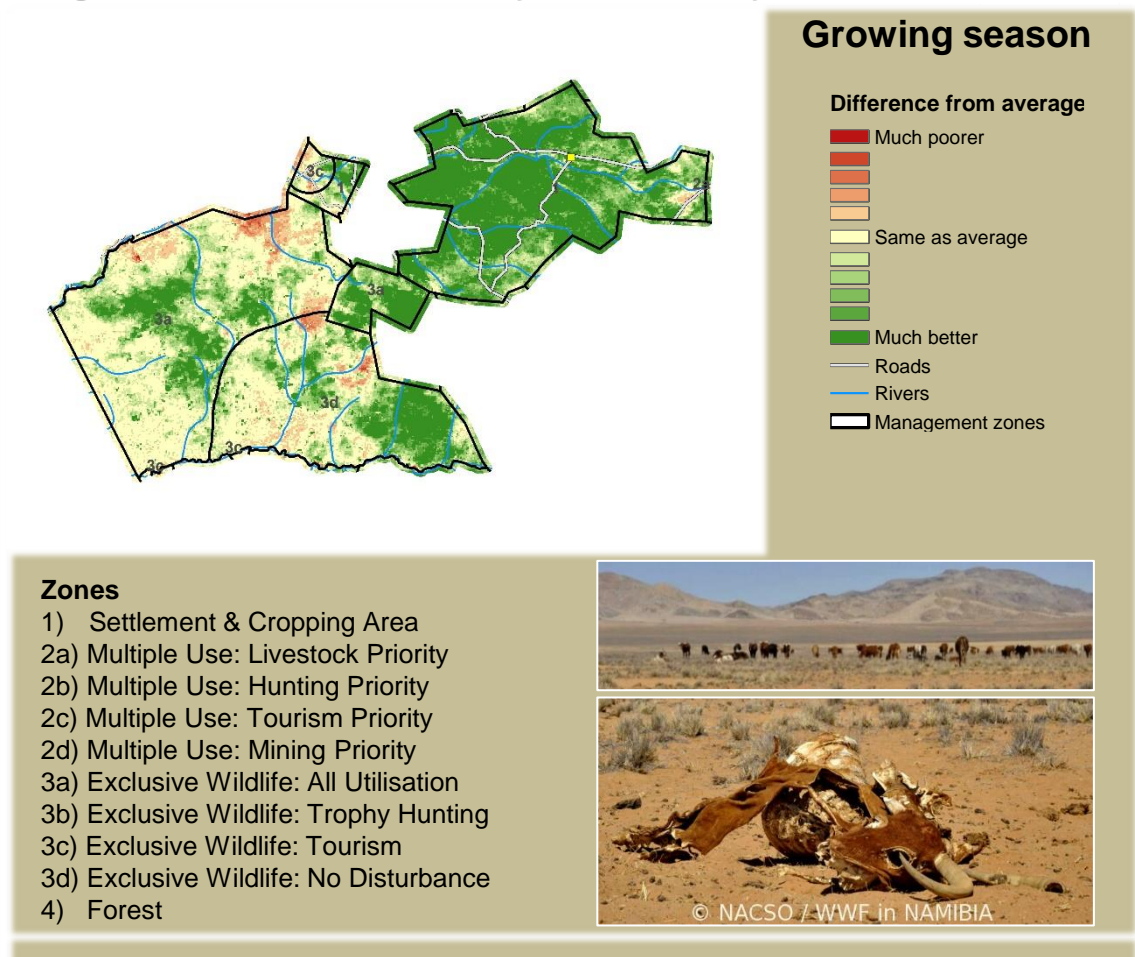 Growing season
Difference from average
Much poorer
Same as average
Much better
Roads
Rivers
Management zones
3c
1
3a
3a
3d
3c
3c
Zones
1) Settlement & Cropping Area
2a) Multiple Use: Livestock Priority
2b) Multiple Use: Hunting Priority
2c) Multiple Use: Tourism Priority
2d) Multiple Use: Mining Priority
3a) Exclusive Wildlife: All Utilisation
3b) Exclusive Wildlife: Trophy Hunting
3c) Exclusive Wildlife: Tourism
3d) Exclusive Wildlife: No Disturbance
4) Forest
© NACSO / WWF in NAMIBIA